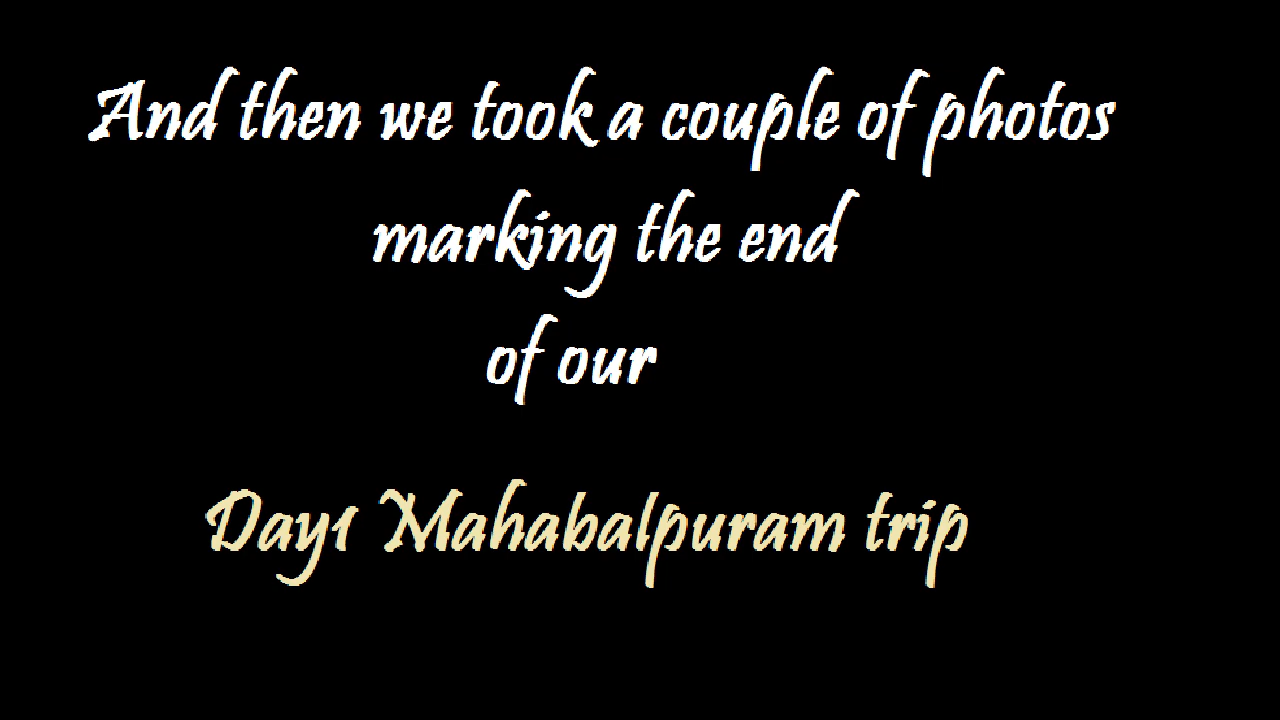 And then we took a couple of photos
marking the end
of our
Day1 Mahabalpuram trip